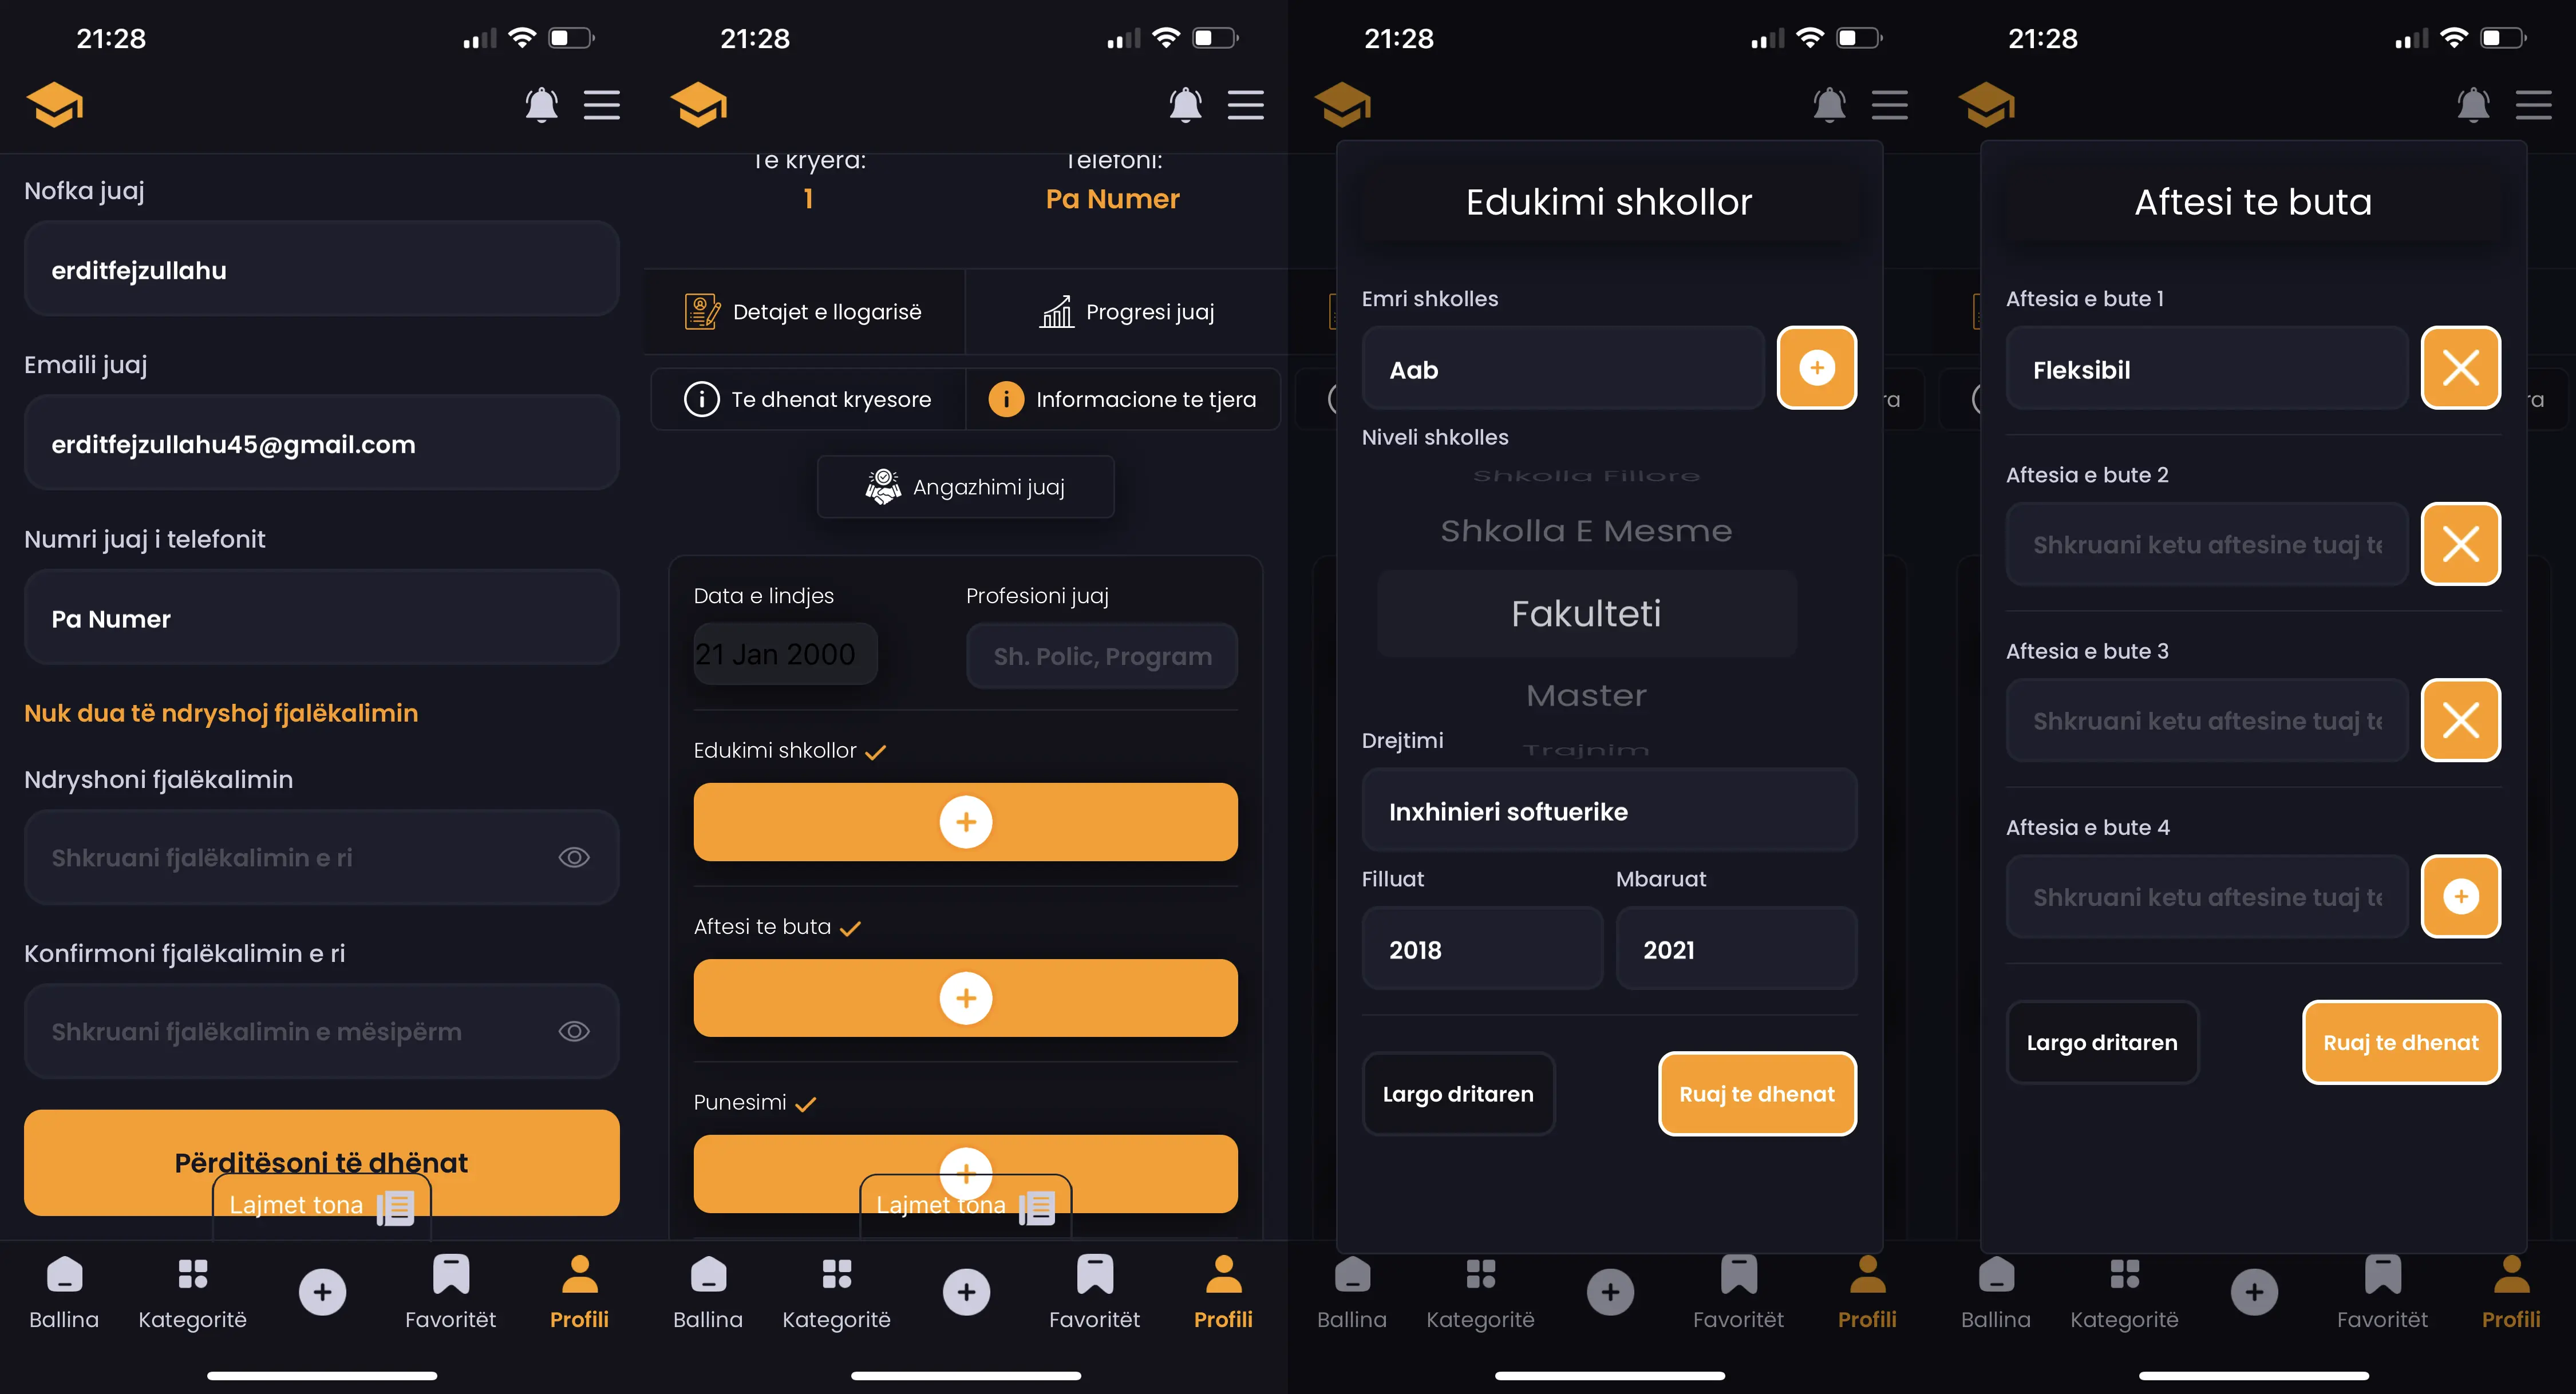 21:28
Nofka juaj
erditfejzullahu
Emaili juaj
erditfejzullahu45@gmail.com
Numri juaj i telefonit
Pa Numer
Nuk dua të ndryshoj fjalëkalimin
Ndryshoni fjalëkalimin
Shkruani fjalëkalimin e ri
Konfirmoni fjalëkalimin e ri
Shkruani fjalëkalimin e mësipërm
Përditësoni të dhënat
Lajmet tona
Ballina Kategoritë Favoritët Profili
21:28
Te kryera: Telefoni:
1 Pa Numer
Detajet e llogarisë Progresi juaj
Te dhenat kryesore Informacione te tjera
Angazhimi juaj
Data e lindjes Profesioni juaj
21 Jan 2000 Sh. Polic, Program
Edukimi shkollor
Aftesi te buta
Punesimi
Lajmet tona
Ballina Kategoritë Favoritët Profili
21:28
Edukimi shkollor
Emri shkolles
Aab
ra
Niveli shkolles
Shkolla Fillore
Shkolla E Mesme
Fakulteti
Master
Trajnim
Drejtimi
Inxhinieri softuerike
Filluat Mbaruat
2018 2021
Largo dritaren Ruaj te dhenat
Ballina Kategoritë Favoritët Profili
21:28
Aftesi te buta
Aftesia e bute 1
Fleksibil
ra
Aftesia e bute 2
Shkruani ketu aftesine tuaj te
Aftesia e bute 3
Shkruani ketu aftesine tuaj te
Aftesia e bute 4
Shkruani ketu aftesine tuaj te
Largo dritaren Ruaj te dhenat
Ballina Kategoritë Favoritët Profili